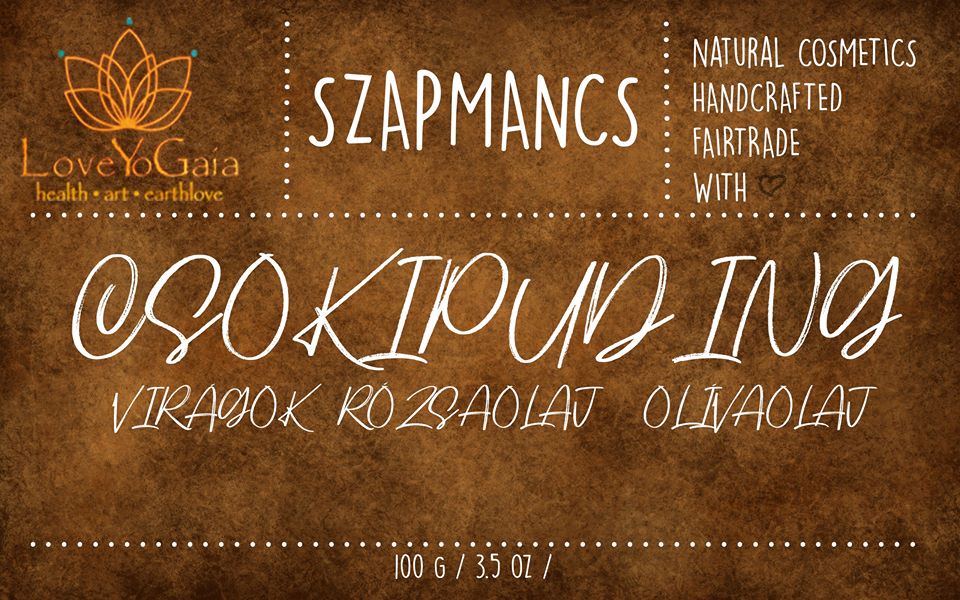 LoveYoGaia
health • art • earthlove
SZAPMANCS
NATURAL COSMETICS
HANDCRAFTED
FAIRTRADE
WITH
CSOKIPUDING
VIRÁGOK RÓZSAOLAJ OLÍVAOLAJ
100 G / 3.5 OZ /